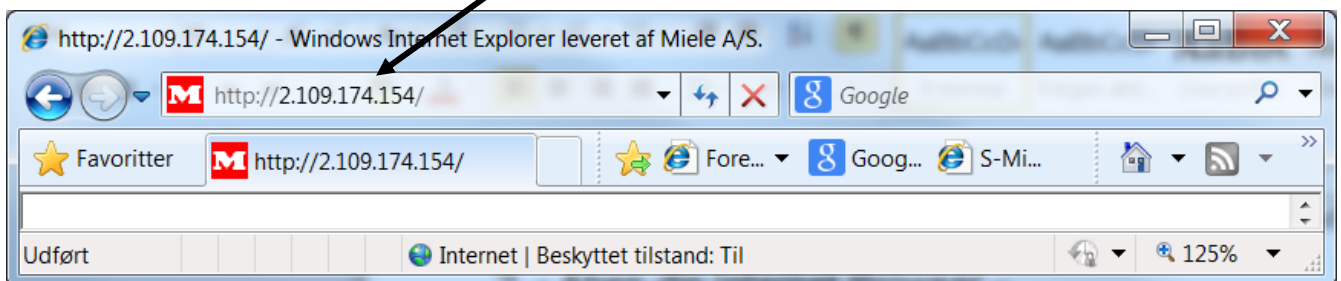 http://2.109.174.154/ - Windows Internet Explorer leveret af Miele A/S.
http://2.109.174.154/ Google
Favoritter http://2.109.174.154/ Fore... Goog... S-Mi...
Udført Internet | Beskyttet tilstand: Til 125%